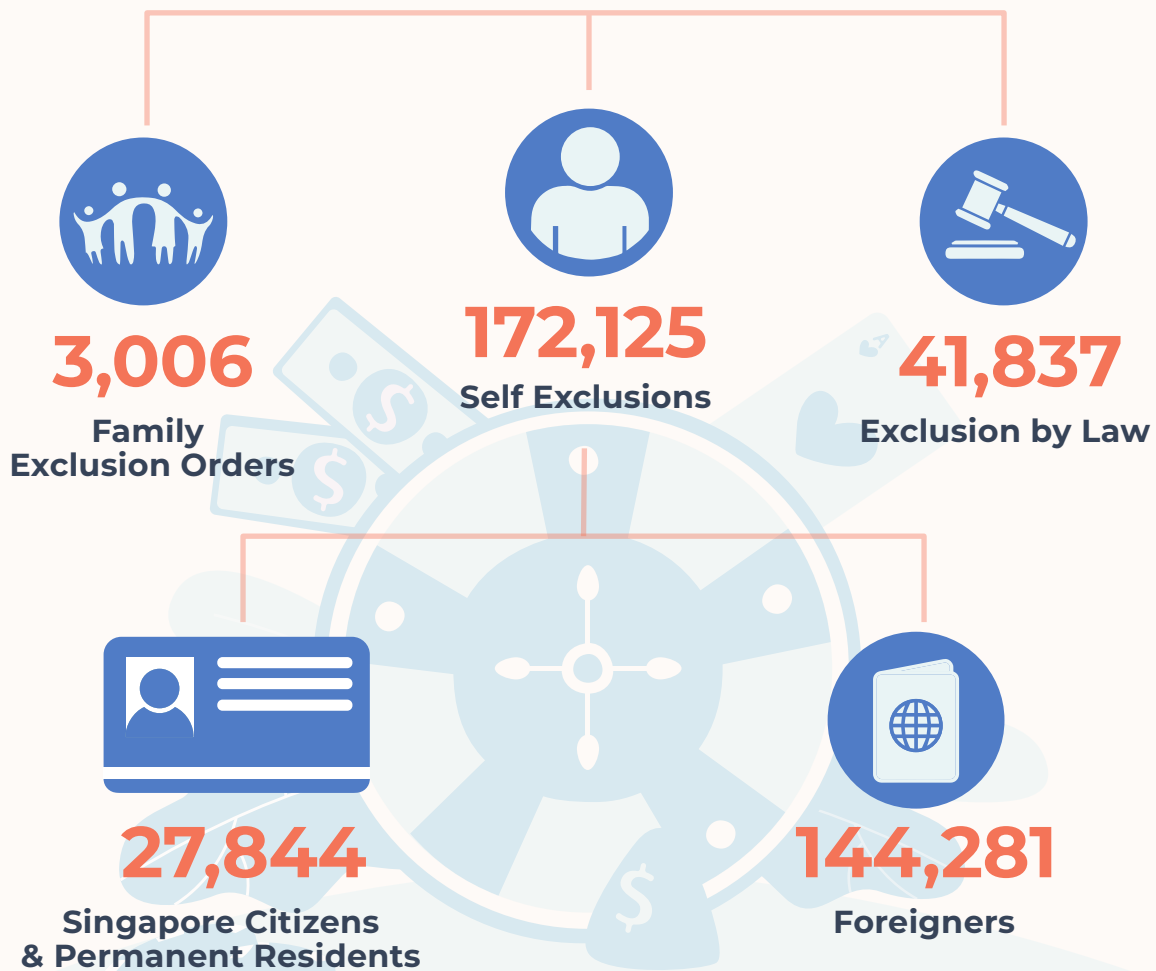 3,006
Family
Exclusion Orders
172,125
Self Exclusions
41,837
Exclusion by Law
$
$
A
27,844
Singapore Citizens
& Permanent Residents
144,281
Foreigners
$